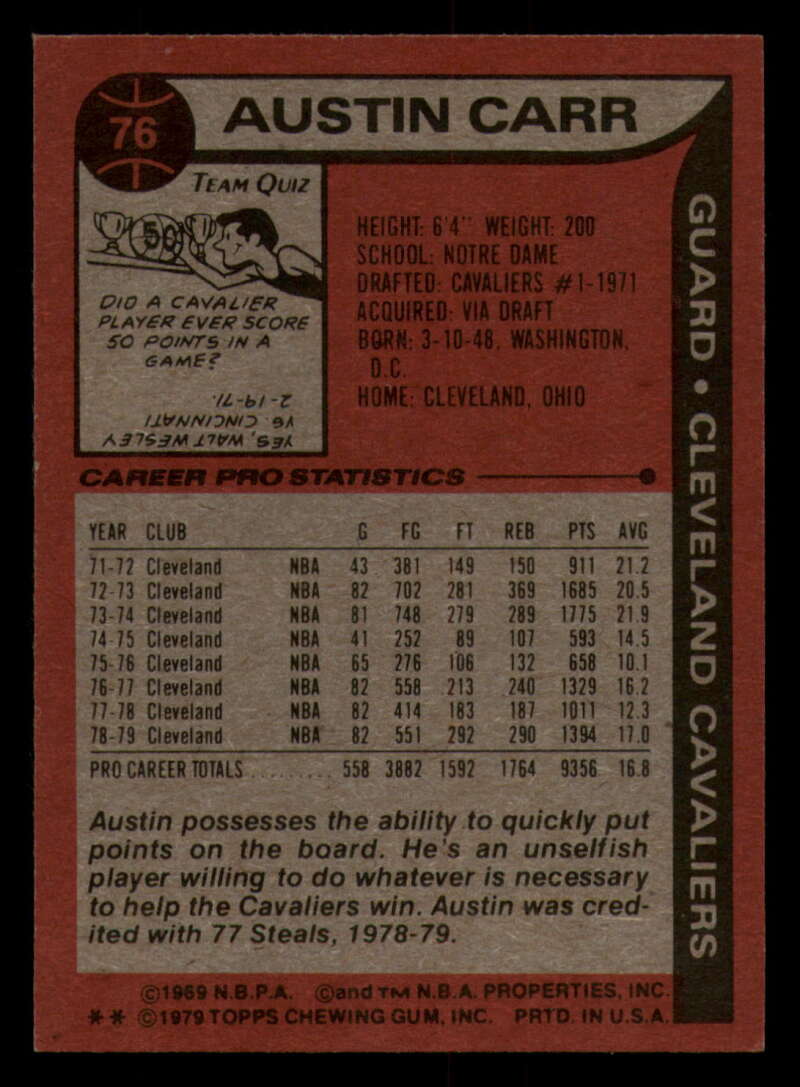 76
AUSTIN CARR
TEAM QUIZ
50
DID A CAVALIER
PLAYER EVER SCORE
50 POINTS IN A
GAME?
YES, WALT WESLEY
VS CINCINNATI
2-19-71.
HEIGHT: 6'4" WEIGHT: 200
SCHOOL: NOTRE DAME
DRAFTED: CAVALIERS #1-1971
ACQUIRED: VIA DRAFT
BORN: 3-10-48, WASHINGTON,
D.C.
HOME: CLEVELAND, OHIO
GUARD • CLEVELAND CAVALIERS
CAREER PRO STATISTICS
YEAR CLUB G FG FT REB PTS AVG
71-72 Cleveland NBA 43 381 149 150 911 21.2
72-73 Cleveland NBA 82 702 281 369 1685 20.5
73-74 Cleveland NBA 81 748 279 289 1775 21.9
74-75 Cleveland NBA 41 252 89 107 593 14.5
75-76 Cleveland NBA 65 276 106 132 658 10.1
76-77 Cleveland NBA 82 558 213 240 1329 16.2
77-78 Cleveland NBA 82 414 183 187 1011 12.3
78-79 Cleveland NBA 82 551 292 290 1394 17.0
PRO CAREER TOTALS ......... 558 3882 1592 1764 9356 16.8
Austin possesses the ability to quickly put
points on the board. He's an unselfish
player willing to do whatever is necessary
to help the Cavaliers win. Austin was cred-
ited with 77 Steals, 1978-79.
©1969 N.B.P.A. ©and TM N.B.A. PROPERTIES, INC.
** ©1979 TOPPS CHEWING GUM, INC. PRTD. IN U.S.A.